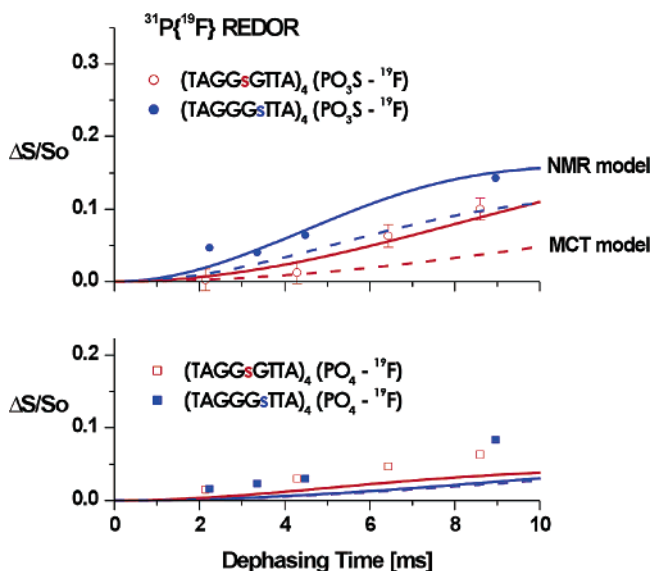 ³¹P{¹⁹F} REDOR
0.3
(TAGGsGTTA)₄ (PO₃S - ¹⁹F)
(TAGGGsTTA)₄ (PO₃S - ¹⁹F)
0.2
ΔS/So
NMR model
0.1
MCT model
0.0
0.2
(TAGGsGTTA)₄ (PO₄ - ¹⁹F)
(TAGGGsTTA)₄ (PO₄ - ¹⁹F)
ΔS/So
0.1
0.0
0 2 4 6 8 10
Dephasing Time [ms]